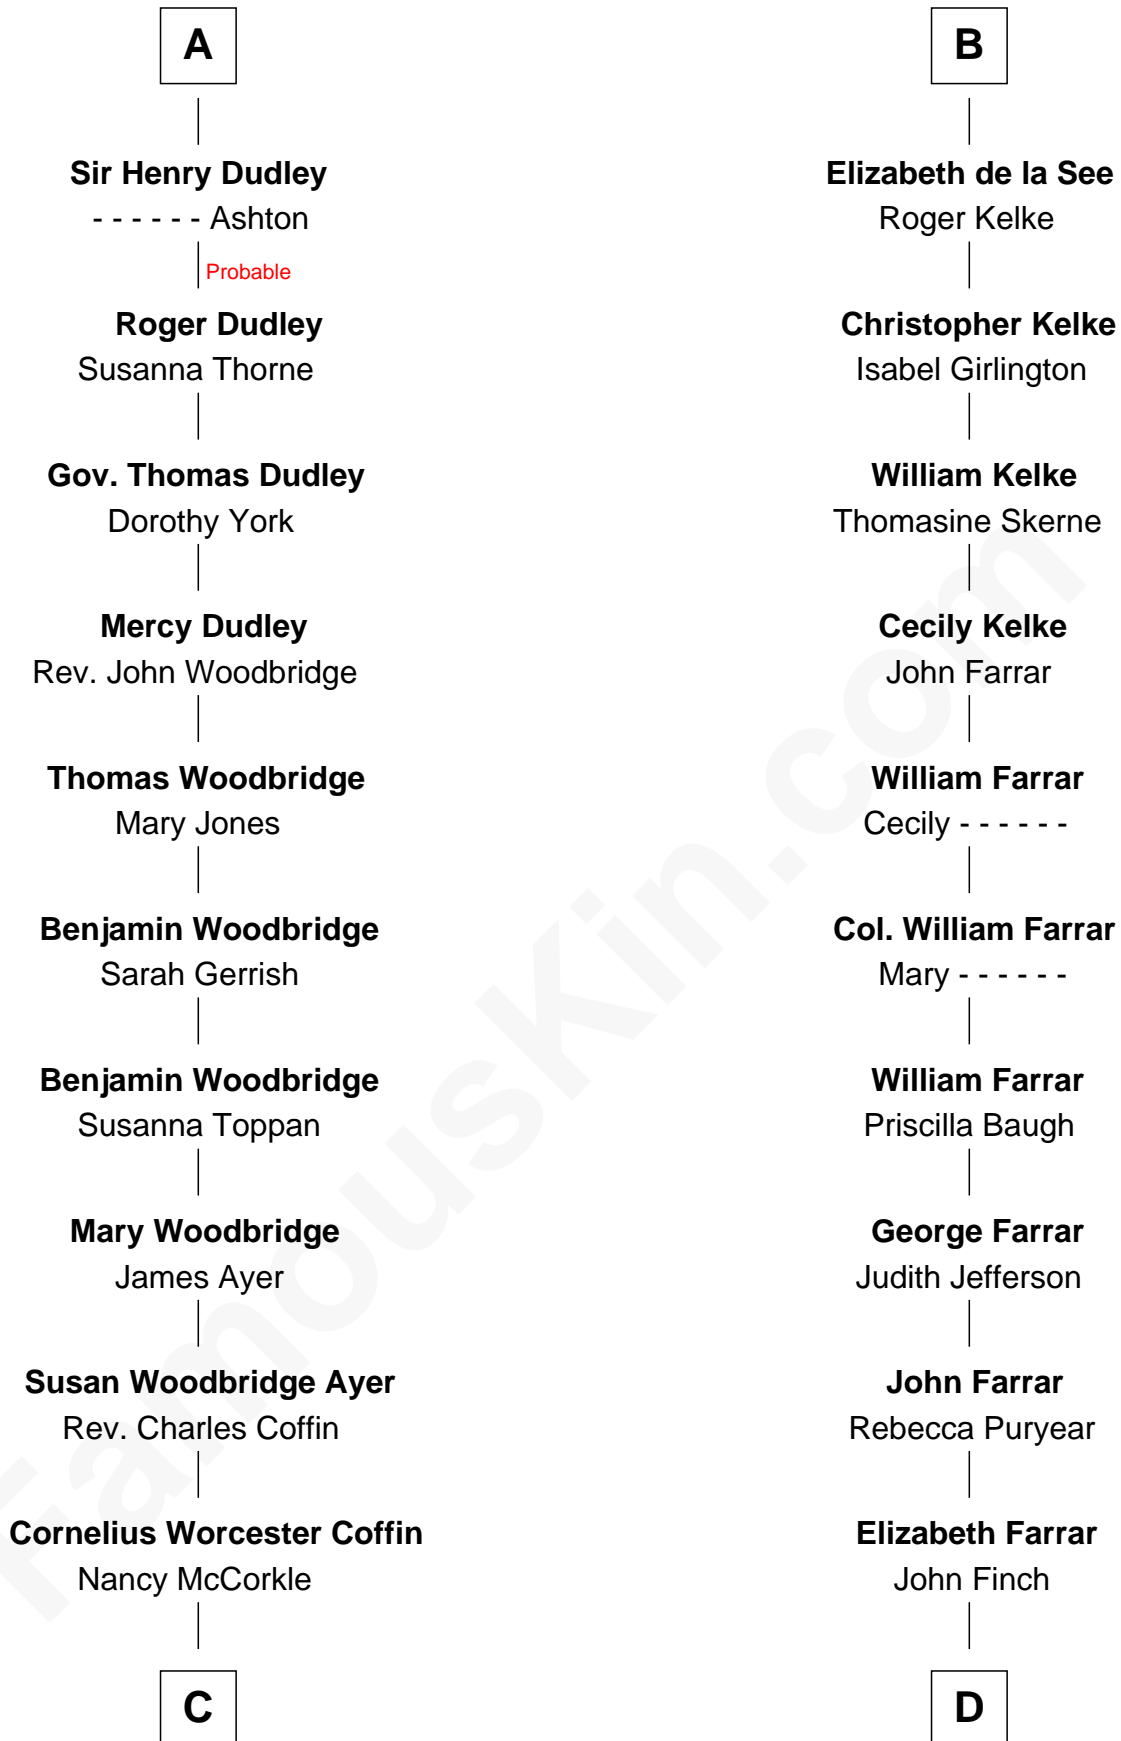 A
Sir Henry Dudley
- - - - - - Ashton
Probable
Roger Dudley
Susanna Thorne
Gov. Thomas Dudley
Dorothy York
Mercy Dudley
Rev. John Woodbridge
Thomas Woodbridge
Mary Jones
Benjamin Woodbridge
Sarah Gerrish
Benjamin Woodbridge
Susanna Toppan
Mary Woodbridge
James Ayer
Susan Woodbridge Ayer
Rev. Charles Coffin
Cornelius Worcester Coffin
Nancy McCorkle
C
B
Elizabeth de la See
Roger Kelke
Christopher Kelke
Isabel Girlington
William Kelke
Thomasine Skerne
Cecily Kelke
John Farrar
William Farrar
Cecily - - - - - -
Col. William Farrar
Mary - - - - - -
William Farrar
Priscilla Baugh
George Farrar
Judith Jefferson
John Farrar
Rebecca Puryear
Elizabeth Farrar
John Finch
D
FamousKin.com